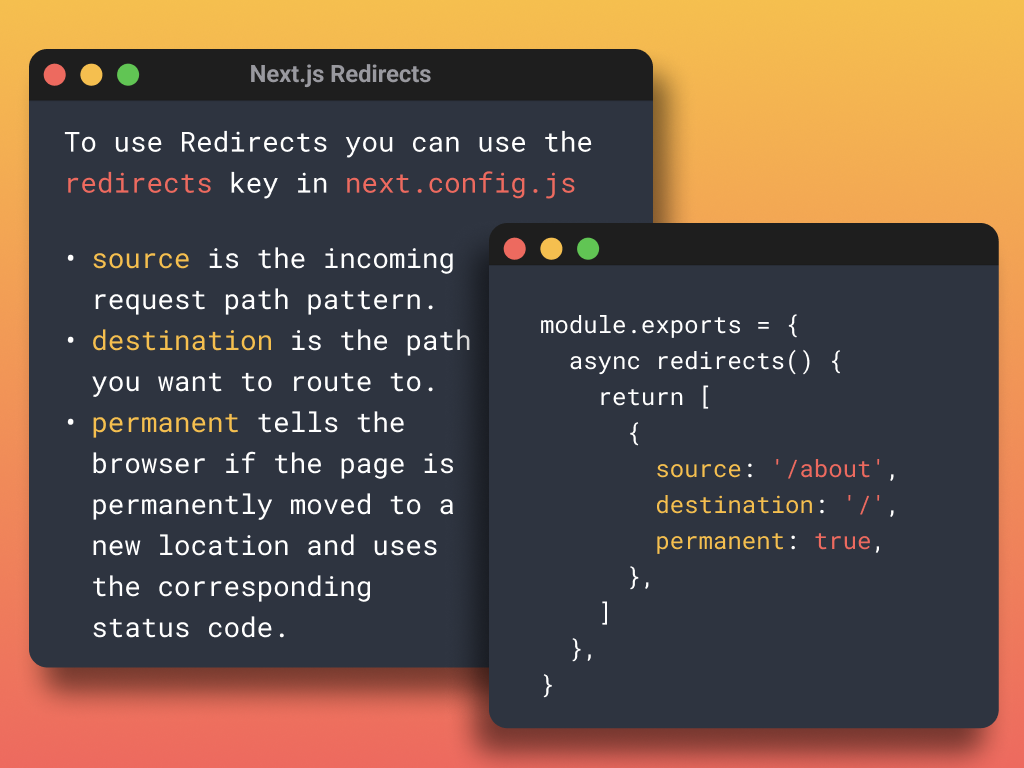 Next.js Redirects
To use Redirects you can use the
redirects key in next.config.js
• source is the incoming
request path pattern.
• destination is the path
you want to route to.
• permanent tells the
browser if the page is
permanently moved to a
new location and uses
the corresponding
status code.
module.exports = {
  async redirects() {
    return [
      {
        source: '/about',
        destination: '/',
        permanent: true,
      },
    ]
  },
}